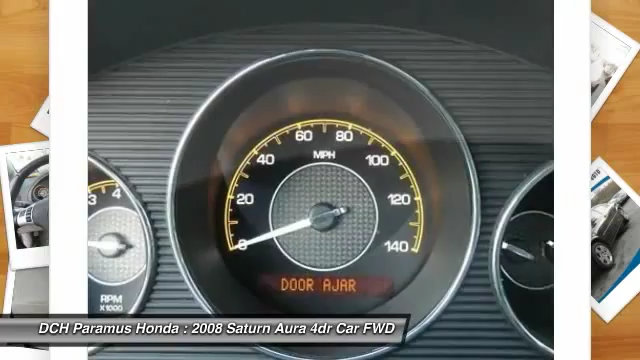 60 80
40 MPH 100
20 120
0 140
DOOR AJAR
3 4
RPM
X1000
DCH Paramus Honda : 2008 Saturn Aura 4dr Car FWD